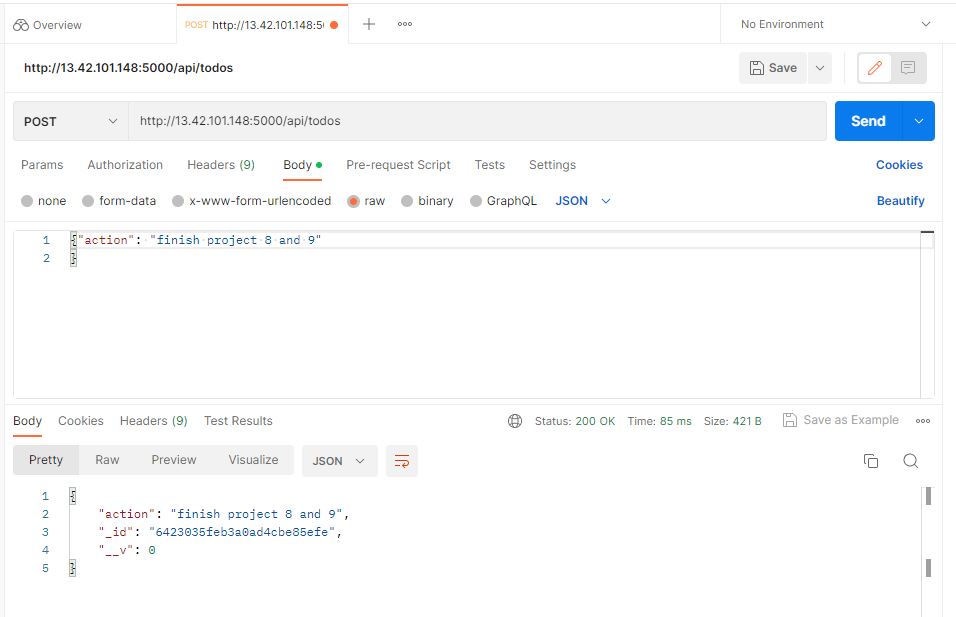 Overview POST http://13.42.101.148:5( No Environment
http://13.42.101.148:5000/api/todos Save
POST http://13.42.101.148:5000/api/todos Send
Params Authorization Headers (9) Body Pre-request Script Tests Settings Cookies
none form-data x-www-form-urlencoded raw binary GraphQL JSON Beautify
1 {"action": "finish project 8 and 9"
2 }
Body Cookies Headers (9) Test Results Status: 200 OK Time: 85 ms Size: 421 B Save as Example
Pretty Raw Preview Visualize JSON
1 {
2 "action": "finish project 8 and 9",
3 "_id": "6423035feb3a0ad4cbe85efe",
4 "__v": 0
5 }